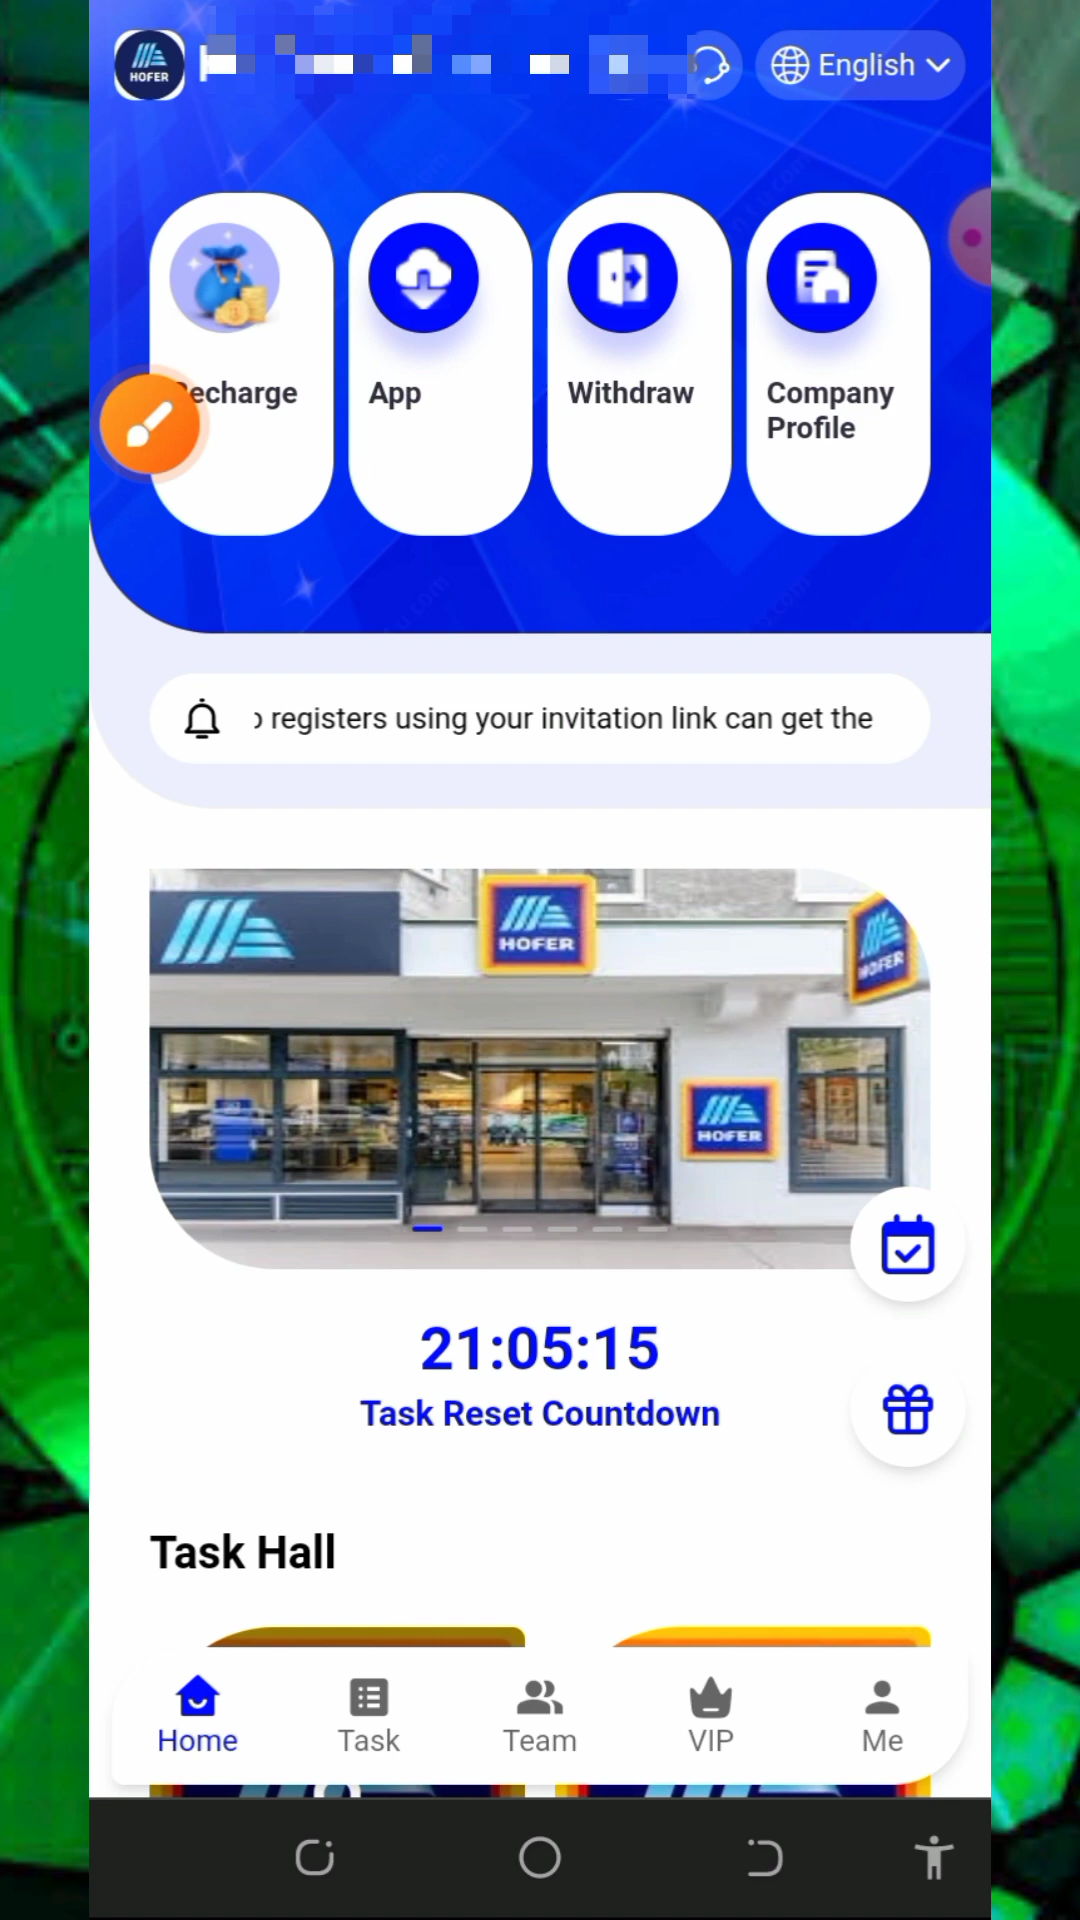 HOFER
English
echarge
App
Withdraw
Company
Profile
registers using your invitation link can get the
HOFER
HOFER
HOFER
21:05:15
Task Reset Countdown
Task Hall
Home
Task
Team
VIP
Me